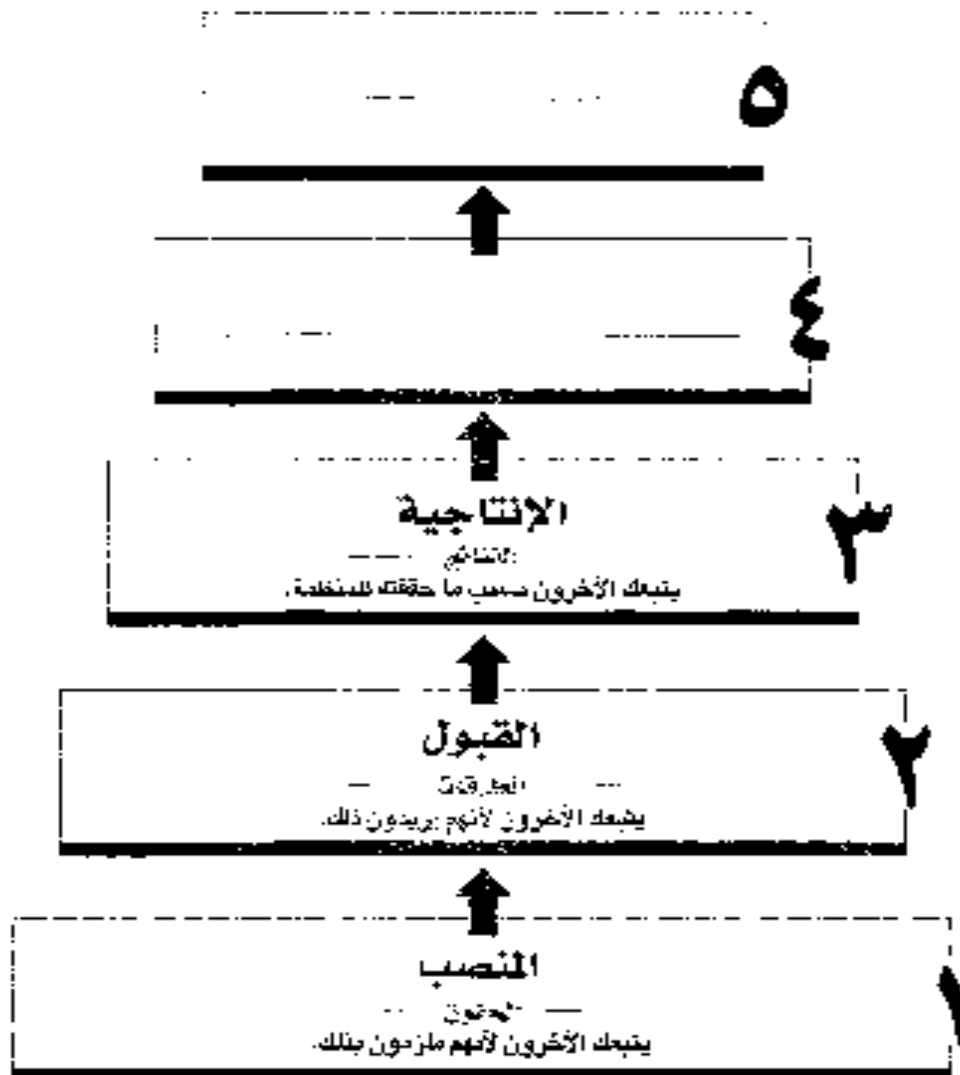 ٥
٤
٣
الإنتاجية
النتائج
يتبعك الآخرون بسبب ما حققته للمنظمة.
٢
القبول
العلاقات
يتبعك الآخرون لأنهم يريدون ذلك.
١
المنصب
الحقوق
يتبعك الآخرون لأنهم ملزمون بذلك.